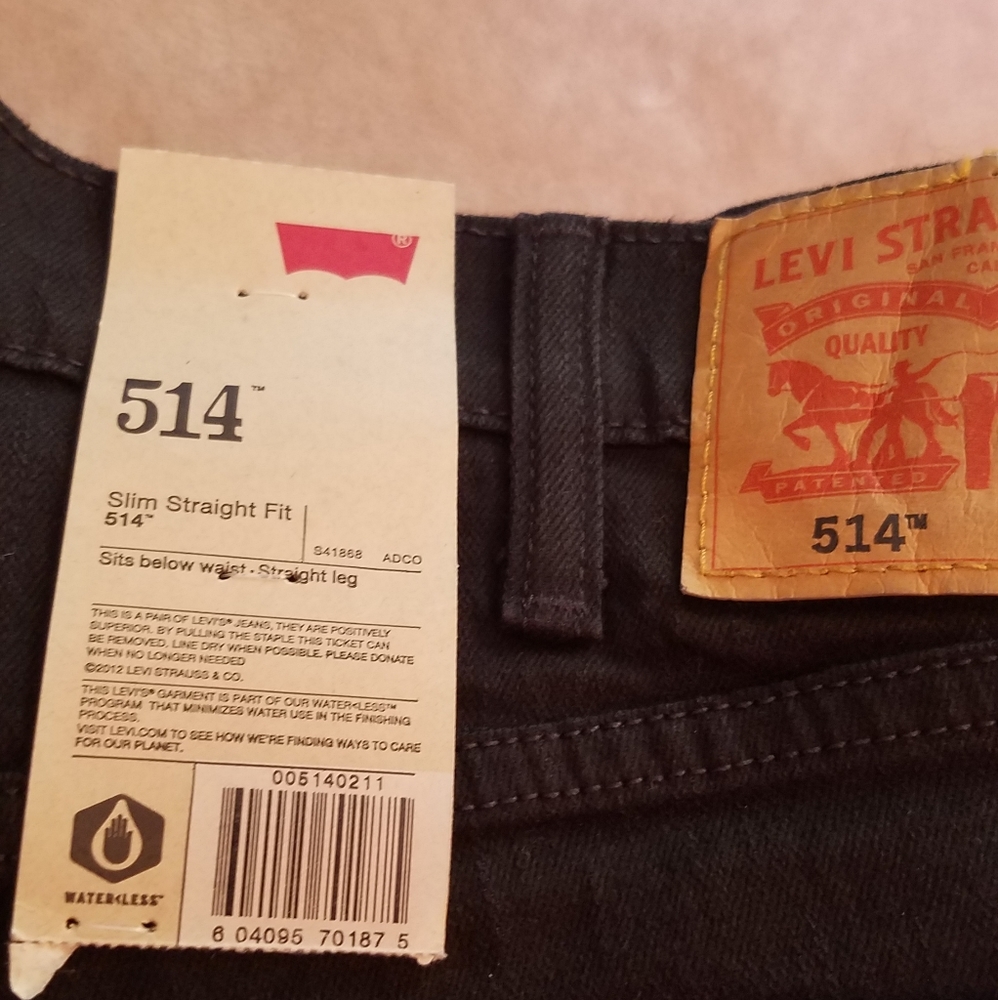 ®
514™
Slim Straight Fit
514™
S41868 ADCO
Sits below waist · Straight leg
THIS IS A PAIR OF LEVI'S® JEANS, THEY ARE POSITIVELY
SUPERIOR. BY PULLING THE STAPLE THIS TICKET CAN
BE REMOVED. LINE DRY WHEN POSSIBLE. PLEASE DONATE
WHEN NO LONGER NEEDED
©2012 LEVI STRAUSS & CO.
THIS LEVI'S® GARMENT IS PART OF OUR WATER<LESS™
PROGRAM THAT MINIMIZES WATER USE IN THE FINISHING
PROCESS.
VISIT LEVI.COM TO SEE HOW WE'RE FINDING WAYS TO CARE
FOR OUR PLANET.
005140211
WATER<LESS™
6 04095 70187 5
LEVI STRA
SAN FRAN
CAL
ORIGINAL
QUALITY
PATENTED
514™